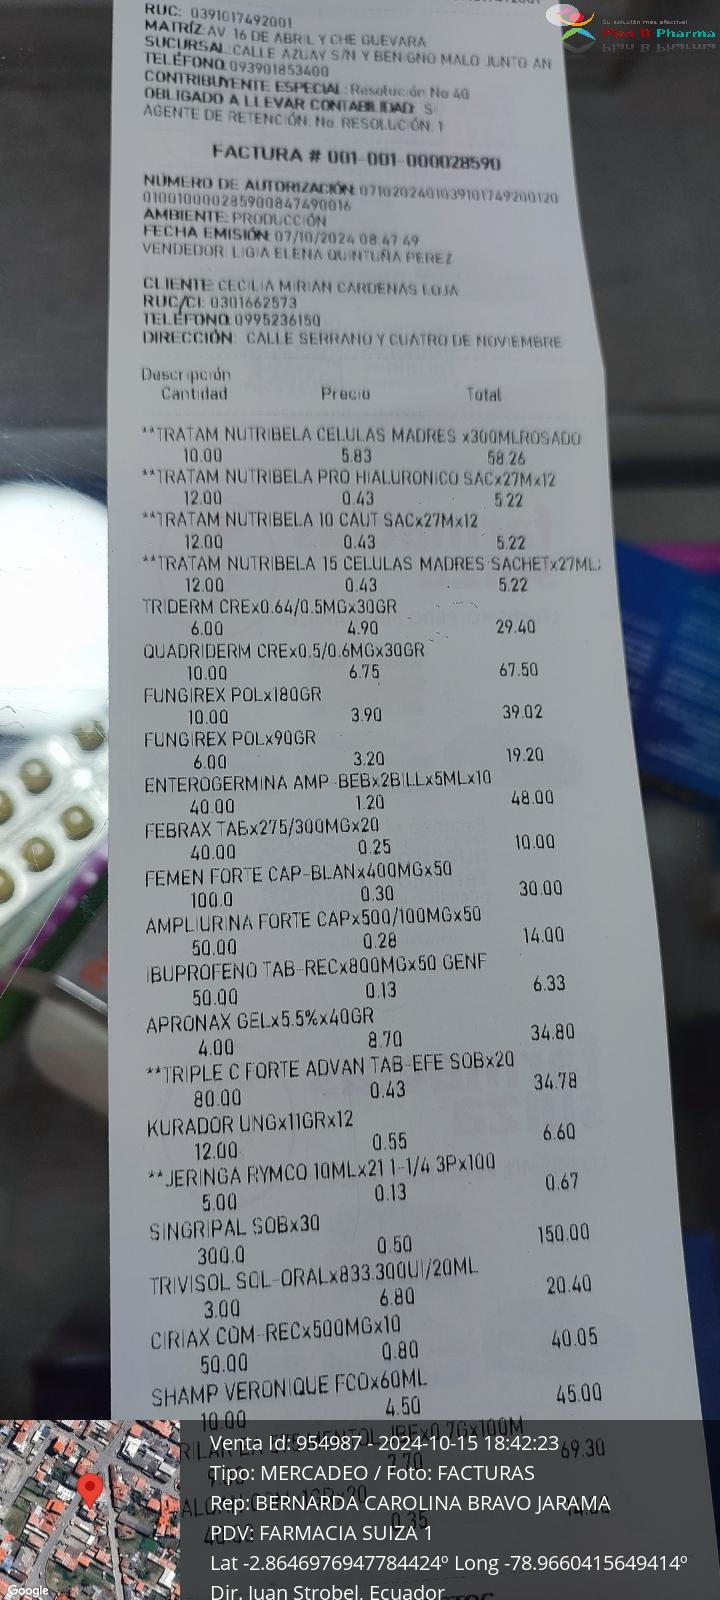 Su solución más efectiva!
Plan B Pharma
RUC: 0391017492001
MATRÍZ: AV 16 DE ABRIL Y CHE GUEVARA
SUCURSAL: CALLE AZUAY S/N Y BENIGNO MALO JUNTO AN
TELÉFONO: 093901853400
CONTRIBUYENTE ESPECIAL: Resolución No 40
OBLIGADO A LLEVAR CONTABILIDAD: SI
AGENTE DE RETENCIÓN: No. RESOLUCIÓN: 1
FACTURA # 001-001-000028590
NÚMERO DE AUTORIZACIÓN: 071020240103910174920 0120
0100100002859008 47490016
AMBIENTE: PRODUCCIÓN
FECHA EMISIÓN: 07/10/2024 08:47:49
VENDEDOR: LIGIA ELENA QUINTUÑA PEREZ
CLIENTE: CECILIA MIRIAN CARDENAS LOJA
RUC/CI: 0301662573
TELÉFONO: 0995236150
DIRECCIÓN: CALLE SERRANO Y CUATRO DE NOVIEMBRE
Descripción
Cantidad Precio Total
**TRATAM NUTRIBELA CELULAS MADRES x300MLROSADO
10.00 5.83 58.26
**TRATAM NUTRIBELA PRO HIALURONICO SACx27Mx12
12.00 0.43 5.22
**TRATAM NUTRIBELA 10 CAUT SACx27Mx12
12.00 0.43 5.22
**TRATAM NUTRIBELA 15 CELULAS MADRES SACHETx27ML
12.00 0.43 5.22
TRIDERM CREx0.64/0.5MGx30GR
6.00 4.90 29.40
QUADRIDERM CREx0.5/0.6MGx30GR
10.00 6.75 67.50
FUNGIREX POLx180GR
10.00 3.90 39.02
FUNGIREX POLx90GR
6.00 3.20 19.20
ENTEROGERMINA AMP-BEBx2BILLx5MLx10
40.00 1.20 48.00
FEBRAX TABx275/300MGx20
40.00 0.25 10.00
FEMEN FORTE CAP-BLANx400MGx50
100.0 0.30 30.00
AMPLIURINA FORTE CAPx500/100MGx50
50.00 0.28 14.00
IBUPROFENO TAB-RECx800MGx50 GENF
50.00 0.13 6.33
APRONAX GELx5.5%x40GR
4.00 8.70 34.80
**TRIPLE C FORTE ADVAN TAB-EFE SOBx20
80.00 0.43 34.78
KURADOR UNGx11GRx12
12.00 0.55 6.60
**JERINGA RYMCO 10MLx21 1-1/4 3Px100
5.00 0.13 0.67
SINGRIPAL SOBx30
300.0 0.50 150.00
TRIVISOL SOL-ORALx833.300UI/20ML
3.00 6.80 20.40
CIRIAX COM-RECx500MGx10
50.00 0.80 40.05
SHAMP VERONIQUE FCOx60ML
10.00 4.50 45.00
69.30
0.35
Venta Id: 954987 - 2024-10-15 18:42:23
Tipo: MERCADEO / Foto: FACTURAS
Rep: BERNARDA CAROLINA BRAVO JARAMA
PDV: FARMACIA SUIZA 1
Lat -2.8646976947784424º Long -78.9660415649414º
Dir. Juan Strobel, Ecuador
Google